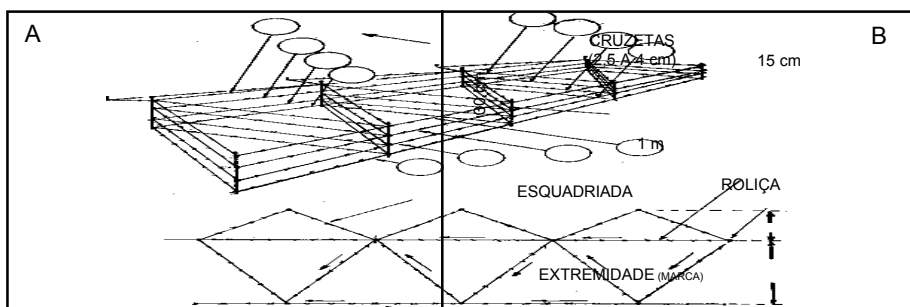 A
B
CRUZETAS
(2,5 A 4 cm)
15 cm
1 m
ESQUADRIADA
ROLIÇA
EXTREMIDADE (MARCA)